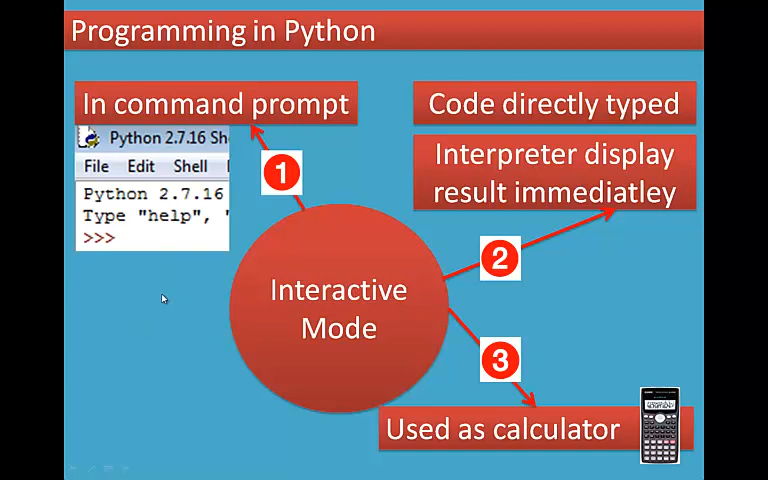 Programming in Python
In command prompt
Code directly typed
Python 2.7.16 She
File Edit Shell
Python 2.7.16
Type "help", "
>>>
1
Interpreter display
result immediatley
2
Interactive
Mode
3
Used as calculator